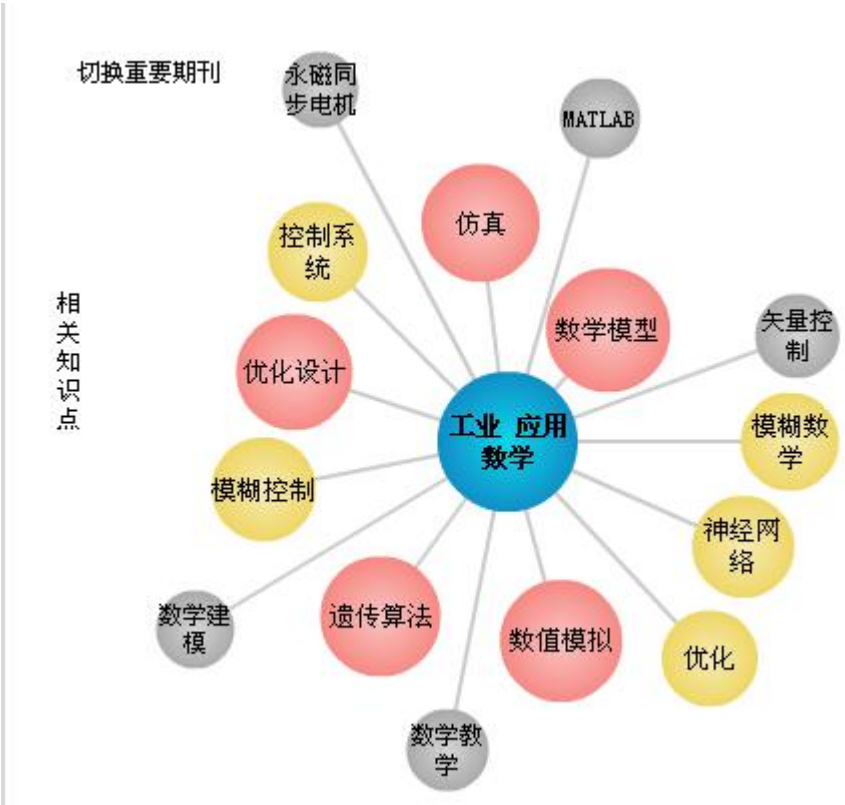 切换重要期刊
永磁同
步电机
MATLAB
仿真
控制系
统
数学模型
矢量控
制
相
关
知
识
点
优化设计
工业 应用
数学
模糊数
学
模糊控制
神经网
络
数学建
模
遗传算法
数值模拟
优化
数学教
学